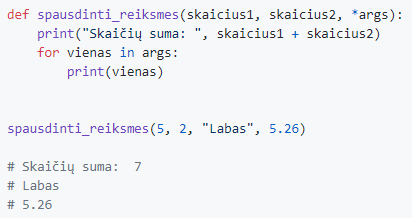 def spausdinti_reiksmes(skaicius1, skaicius2, *args):
    print("Skaičių suma: ", skaicius1 + skaicius2)
    for vienas in args:
        print(vienas)


spausdinti_reiksmes(5, 2, "Labas", 5.26)

# Skaičių suma:  7
# Labas
# 5.26